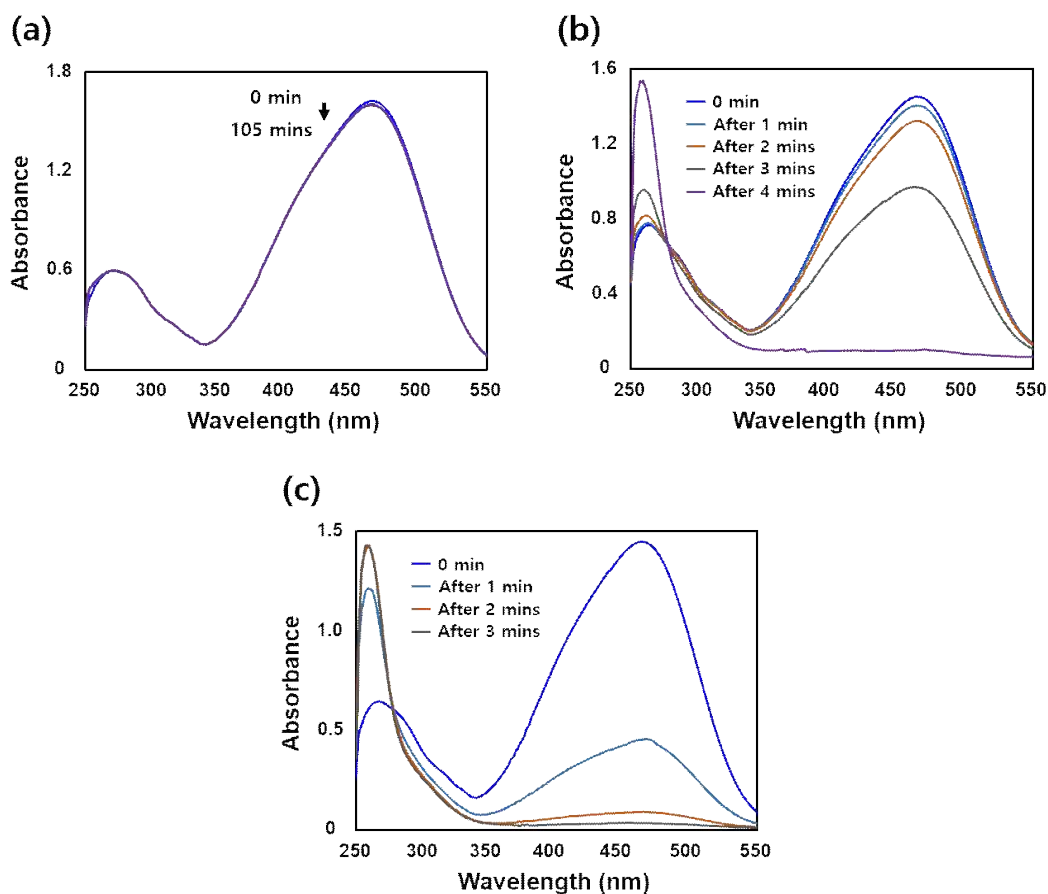 (a)
1.8
1.2
0.6
0
Absorbance
0 min
105 mins
250 300 350 400 450 500 550
Wavelength (nm)
(b)
1.6
1.2
0.8
0.4
0
Absorbance
0 min
After 1 min
After 2 mins
After 3 mins
After 4 mins
250 300 350 400 450 500 550
Wavelength (nm)
(c)
1.5
1.0
0.5
0
Absorbance
0 min
After 1 min
After 2 mins
After 3 mins
250 300 350 400 450 500 550
Wavelength (nm)